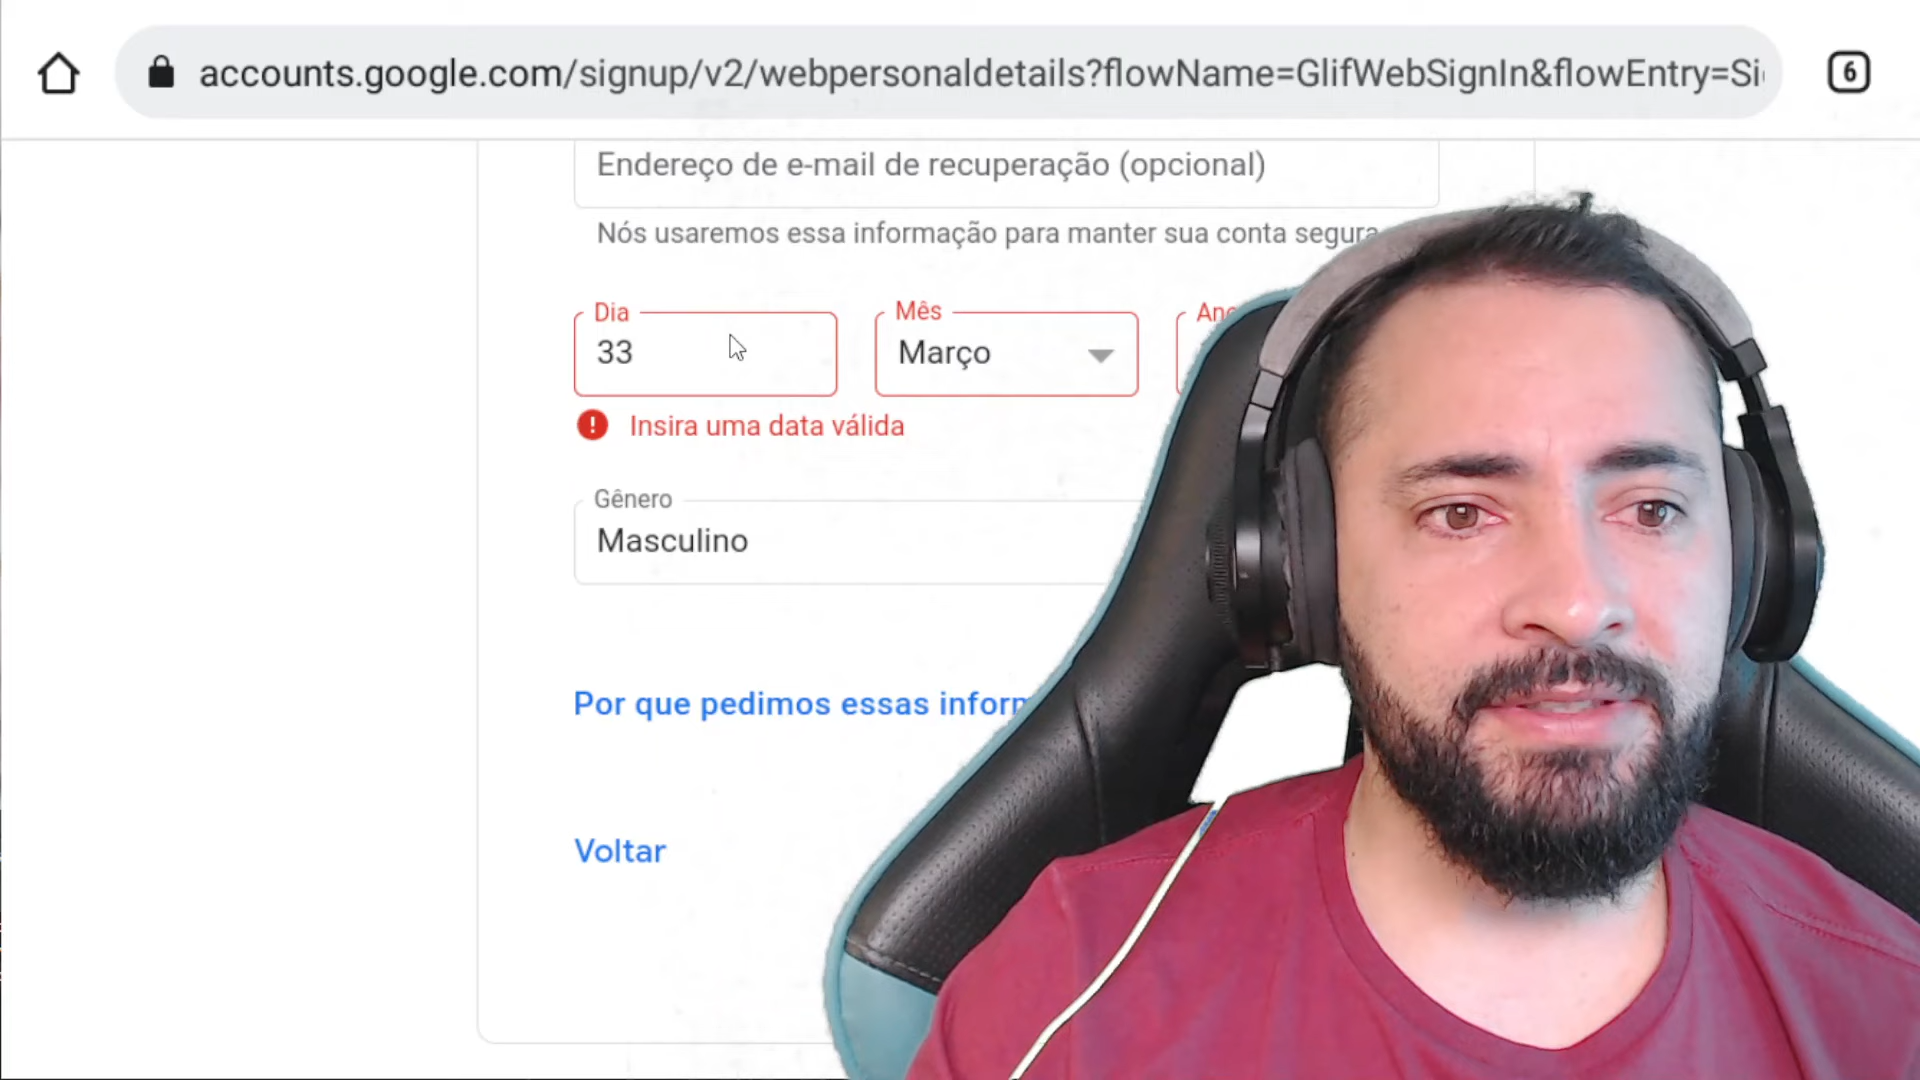 accounts.google.com/signup/v2/webpersonaldetails?flowName=GlifWebSignIn&flowEntry=Si
6
Endereço de e-mail de recuperação (opcional)
Nós usaremos essa informação para manter sua conta segura
Dia
Mês
33
Março
Insira uma data válida
Gênero
Masculino
Por que pedimos essas
Voltar